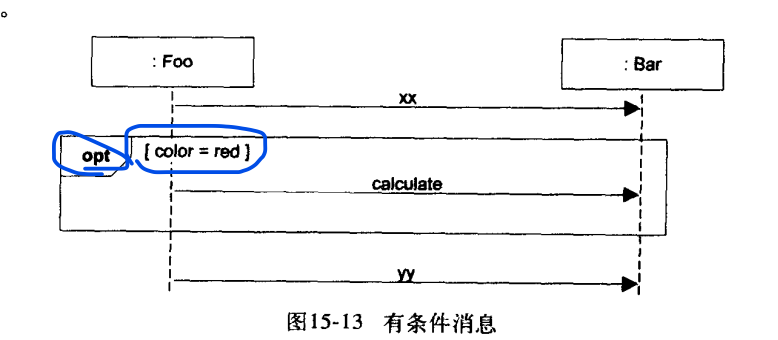 。
: Foo
: Bar
xx
opt
[ color = red ]
calculate
yy
图15-13 有条件消息